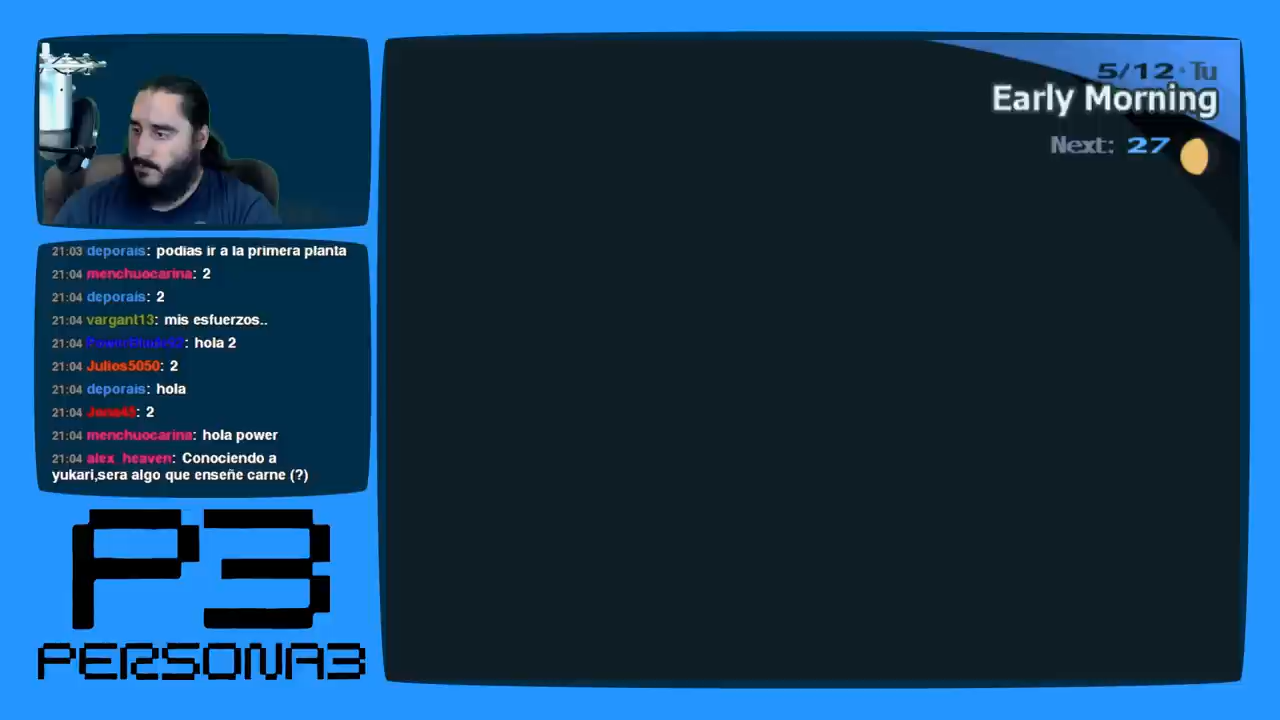 5/12·Tu
Early Morning
Next: 27
21:03 deporais: podías ir a la primera planta
21:04 menchuocarina: 2
21:04 deporais: 2
21:04 vargant13: mis esfuerzos..
21:04 : hola 2
21:04 Julios5050: 2
21:04 deporais: hola
21:04 : 2
21:04 menchuocarina: hola power
21:04 alex_heaven: Conociendo a
yukari,sera algo que enseñe carne (?)
P3
PERSONA3